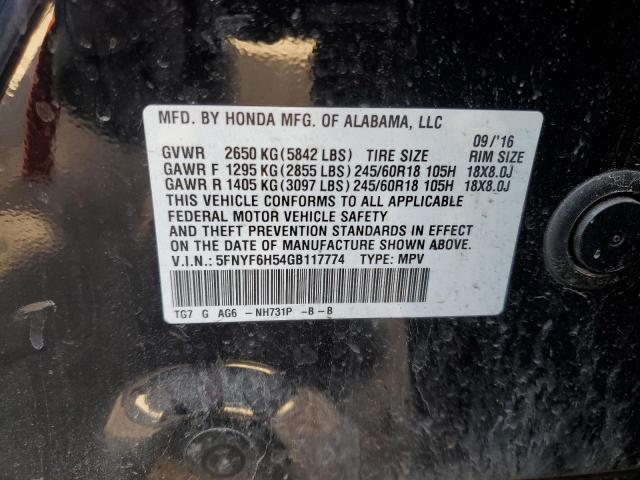 MFD. BY HONDA MFG. OF ALABAMA, LLC
09/'16
GVWR 2650 KG(5842 LBS) TIRE SIZE RIM SIZE
GAWR F 1295 KG(2855 LBS)245/60R18 105H 18X8.0J
GAWR R 1405 KG(3097 LBS)245/60R18 105H 18X8.0J
THIS VEHICLE CONFORMS TO ALL APPLICABLE
FEDERAL MOTOR VEHICLE SAFETY
AND THEFT PREVENTION STANDARDS IN EFFECT
ON THE DATE OF MANUFACTURE SHOWN ABOVE.
V.I.N.: 5FNYF6H54GB117774 TYPE: MPV
TG7 G AG6 -NH731P -B-B